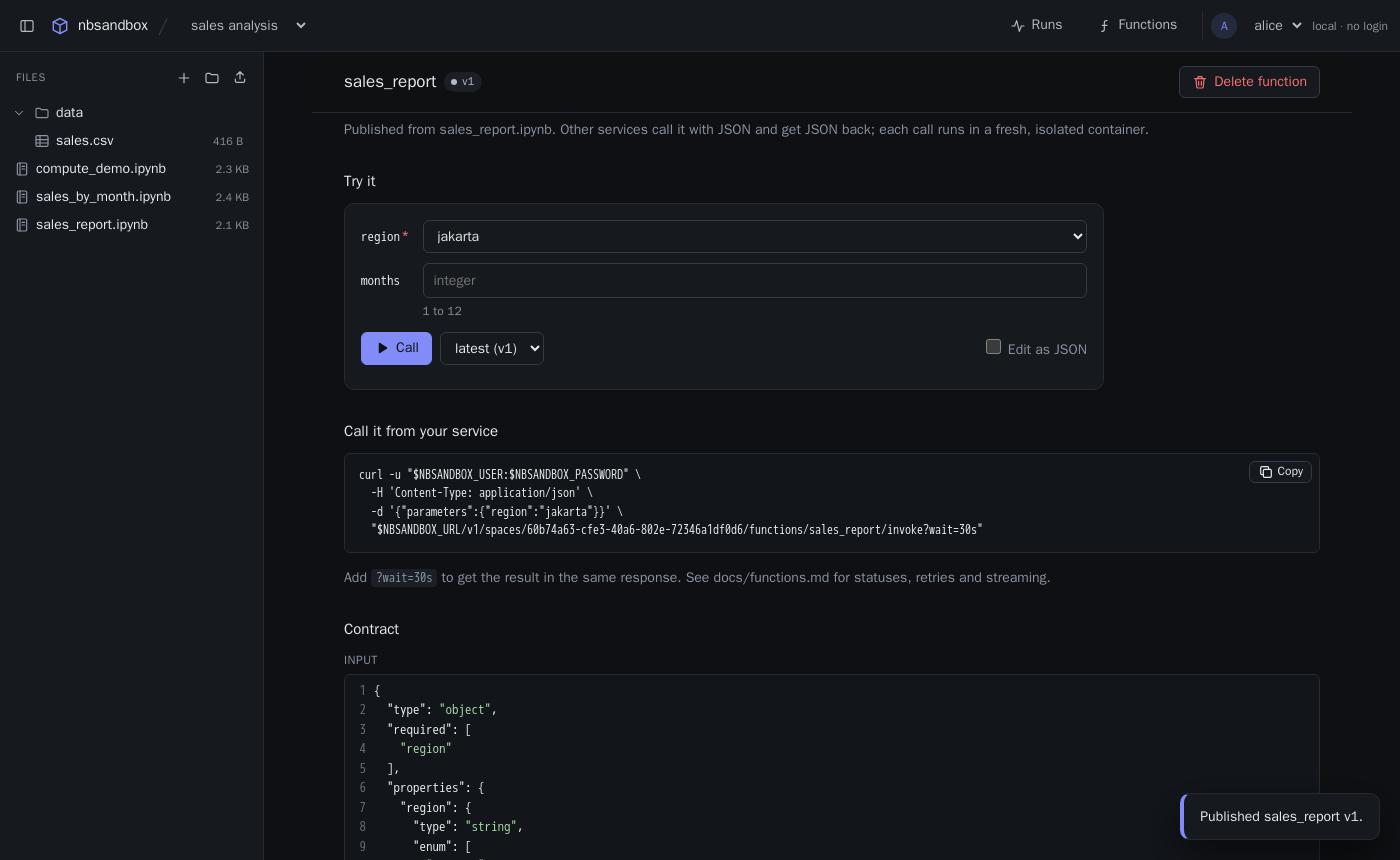 nbsandbox / sales analysis
Runs
Functions
A
alice
local · no login
FILES
data
sales.csv 416 B
compute_demo.ipynb 2.3 KB
sales_by_month.ipynb 2.4 KB
sales_report.ipynb 2.1 KB
sales_report
v1
Delete function
Published from sales_report.ipynb. Other services call it with JSON and get JSON back; each call runs in a fresh, isolated container.
Try it
region* jakarta
months integer
1 to 12
Call
latest (v1)
Edit as JSON
Call it from your service
curl -u "$NBSANDBOX_USER:$NBSANDBOX_PASSWORD" \
-H 'Content-Type: application/json' \
-d '{"parameters":{"region":"jakarta"}}' \
"$NBSANDBOX_URL/v1/spaces/60b74a63-cfe3-40a6-802e-72346a1df0d6/functions/sales_report/invoke?wait=30s"
Copy
Add ?wait=30s to get the result in the same response. See docs/functions.md for statuses, retries and streaming.
Contract
INPUT
1 {
2 "type": "object",
3 "required": [
4 "region"
5 ],
6 "properties": {
7 "region": {
8 "type": "string",
9 "enum": [
Published sales_report v1.